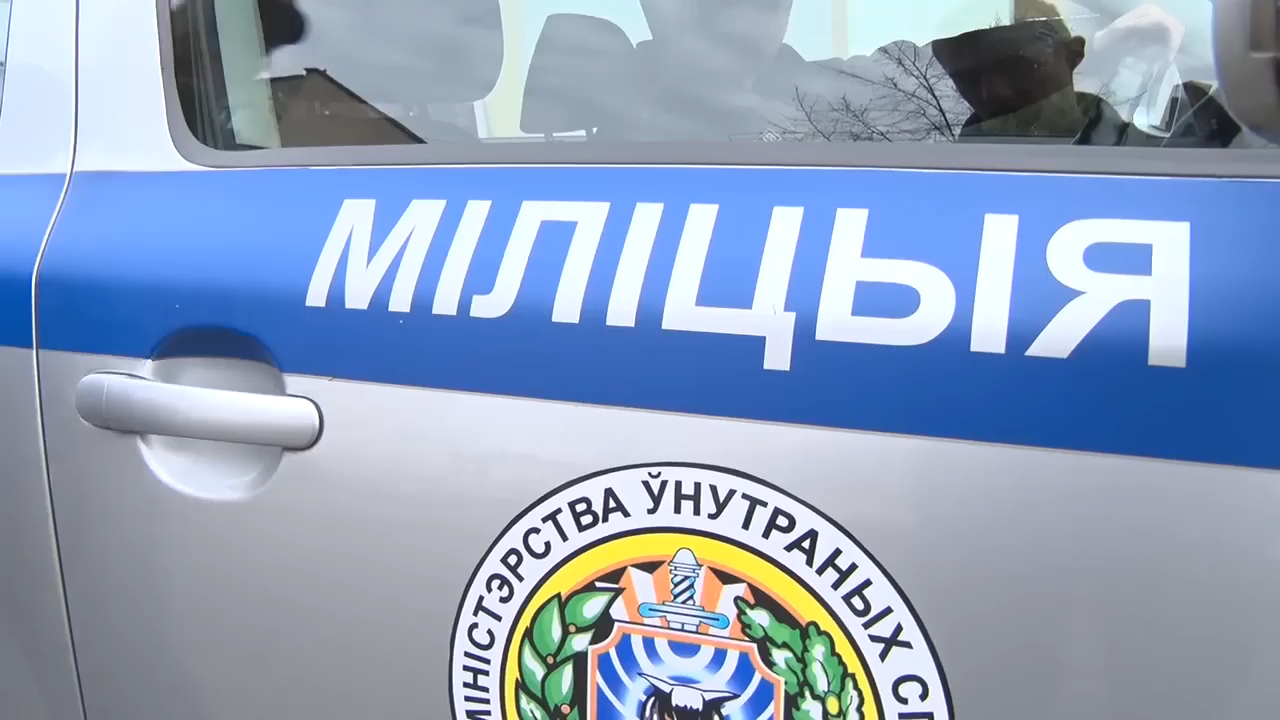 МІЛІЦЫЯ
МІНІСТЭРСТВА ЎНУТРАНЫХ